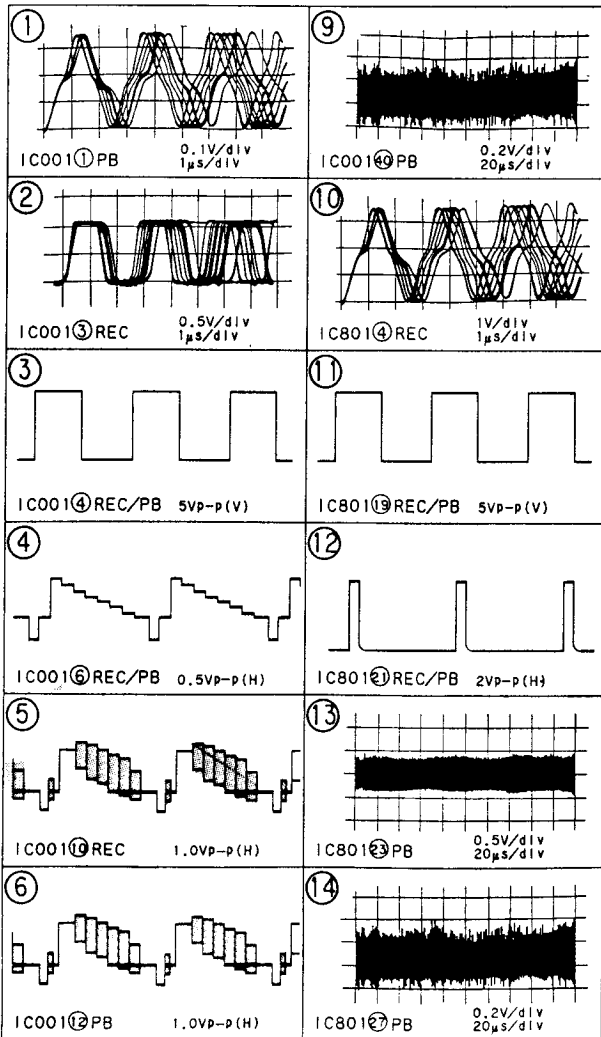 ①
0.1V/div
IC001①PB 1μs/div
②
0.5V/div
IC001③REC 1μs/div
③
IC001④REC/PB 5Vp-p(V)
④
IC001⑥REC/PB 0.5Vp-p(H)
⑤
IC001⑩REC 1.0Vp-p(H)
⑥
IC001⑫PB 1.0Vp-p(H)
⑨
0.2V/div
IC001㊵PB 20μs/div
⑩
1V/div
IC801④REC 1μs/div
⑪
IC801⑲REC/PB 5Vp-p(V)
⑫
IC801㉑REC/PB 2Vp-p(H)
⑬
0.5V/div
IC801㉓PB 20μs/div
⑭
0.2V/div
IC801㉗PB 20μs/div